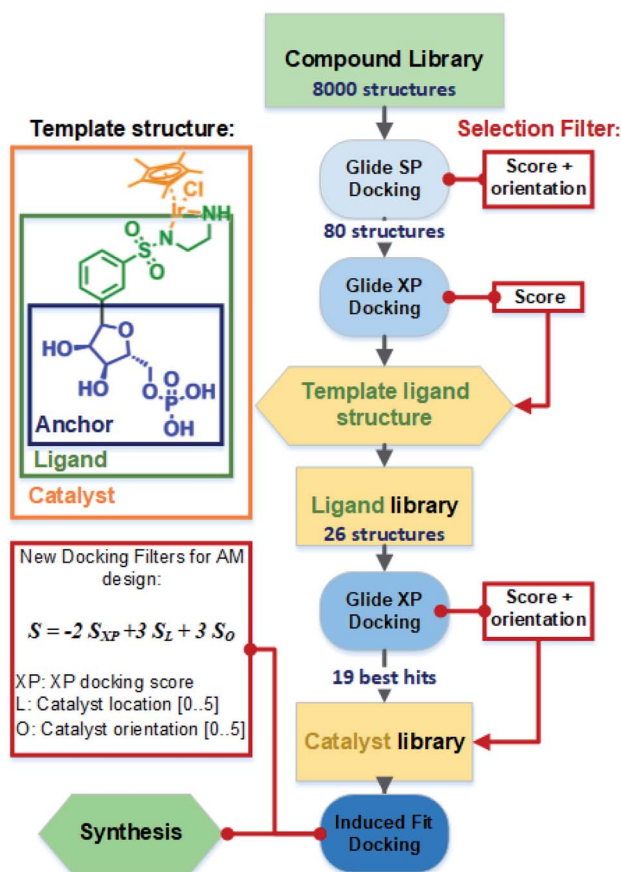 Compound Library
8000 structures
Template structure:
Selection Filter:
Glide SP
Docking
Score +
orientation
80 structures
Glide XP
Docking
Score
Cl
Ir
NH
N
O
S
O
O
HO
HO
O
O
P
OH
OH
Anchor
Ligand
Catalyst
Template ligand
structure
Ligand library
26 structures
Glide XP
Docking
Score +
orientation
19 best hits
Catalyst library
New Docking Filters for AM
design:
S = -2 S_XP +3 S_L + 3 S_O
XP: XP docking score
L: Catalyst location [0..5]
O: Catalyst orientation [0..5]
Induced Fit
Docking
Synthesis